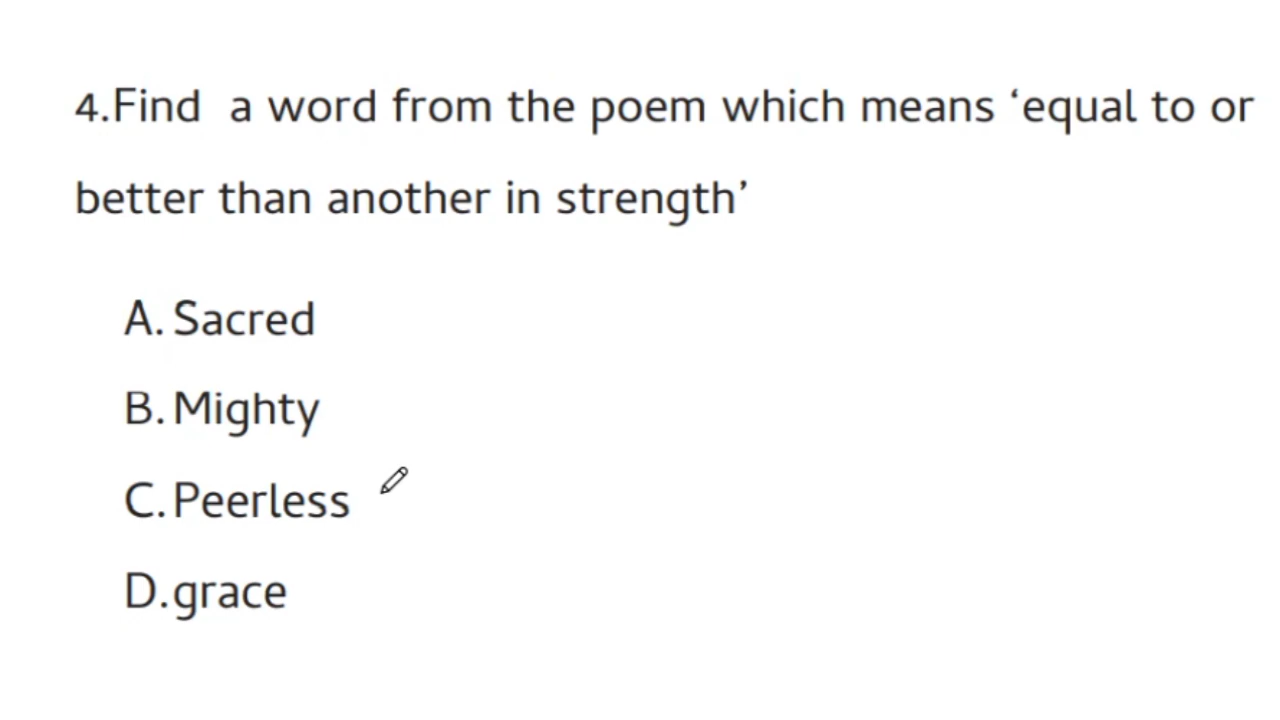 4.Find a word from the poem which means ‘equal to or
better than another in strength’
A. Sacred
B. Mighty
C. Peerless
D.grace